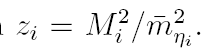 z_i = M_i^2/\bar{m}_{\eta_i}^2.